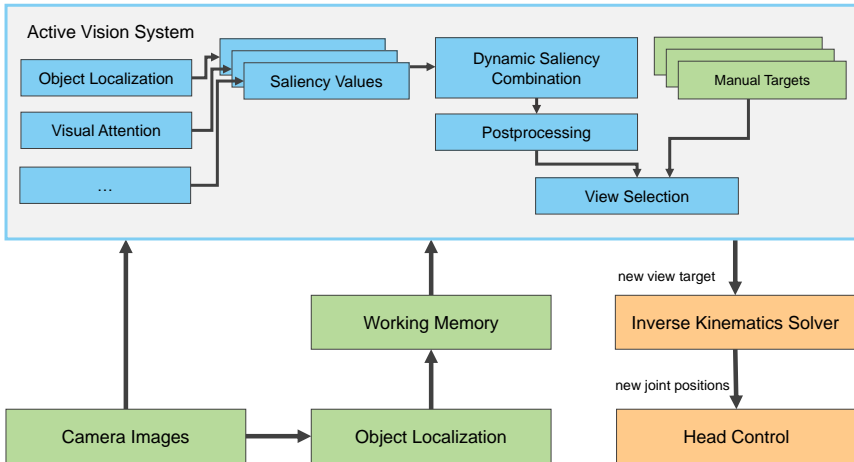 Active Vision System
Object Localization
Visual Attention
...
Saliency Values
Dynamic Saliency
Combination
Postprocessing
Manual Targets
View Selection
new view target
Working Memory
Inverse Kinematics Solver
new joint positions
Camera Images
Object Localization
Head Control